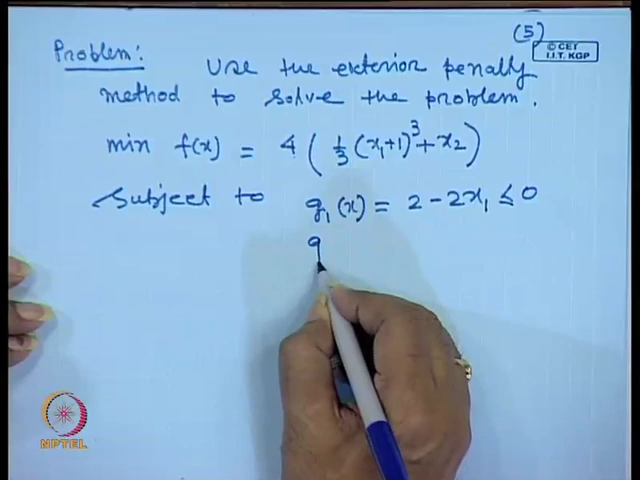 (5)
© CET
I.I.T. KGP
Problem: Use the exterior penalty
method to solve the problem.
min f(x) = 4 ( 1/3 (x₁+1)³ + x₂ )
Subject to g₁(x) = 2 - 2x₁ ≤ 0
g
NPTEL